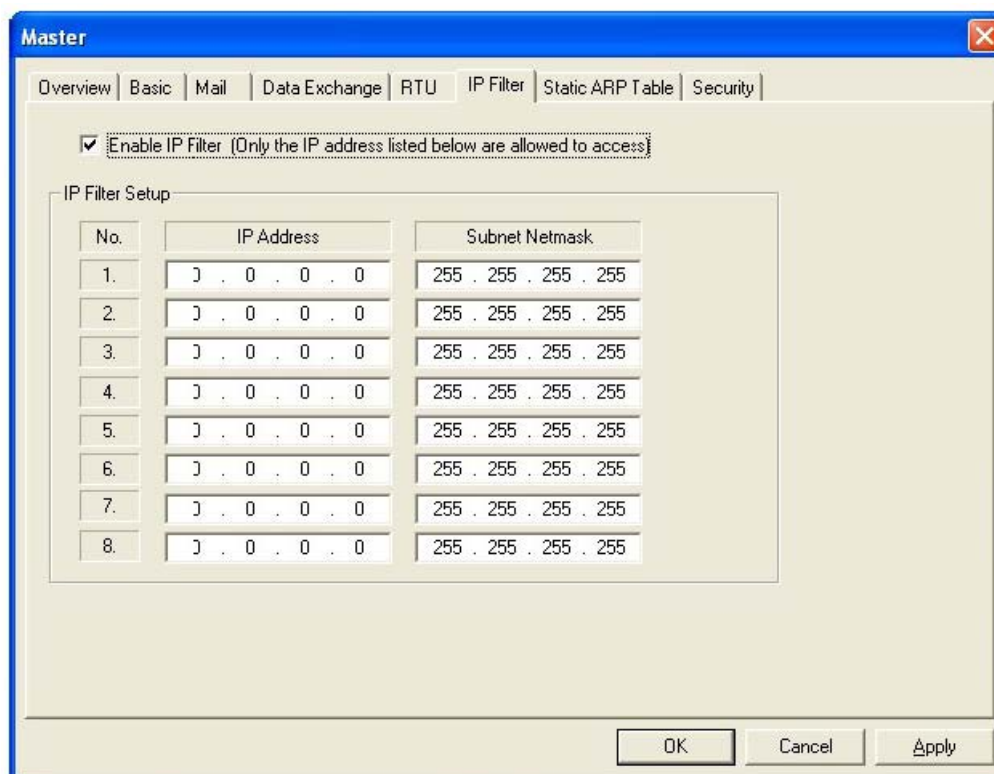 Master
Overview Basic Mail Data Exchange RTU IP Filter Static ARP Table Security
Enable IP Filter (Only the IP address listed below are allowed to access)
IP Filter Setup
No. IP Address Subnet Netmask
1. 0 . 0 . 0 . 0 255 . 255 . 255 . 255
2. 0 . 0 . 0 . 0 255 . 255 . 255 . 255
3. 0 . 0 . 0 . 0 255 . 255 . 255 . 255
4. 0 . 0 . 0 . 0 255 . 255 . 255 . 255
5. 0 . 0 . 0 . 0 255 . 255 . 255 . 255
6. 0 . 0 . 0 . 0 255 . 255 . 255 . 255
7. 0 . 0 . 0 . 0 255 . 255 . 255 . 255
8. 0 . 0 . 0 . 0 255 . 255 . 255 . 255
OK Cancel Apply